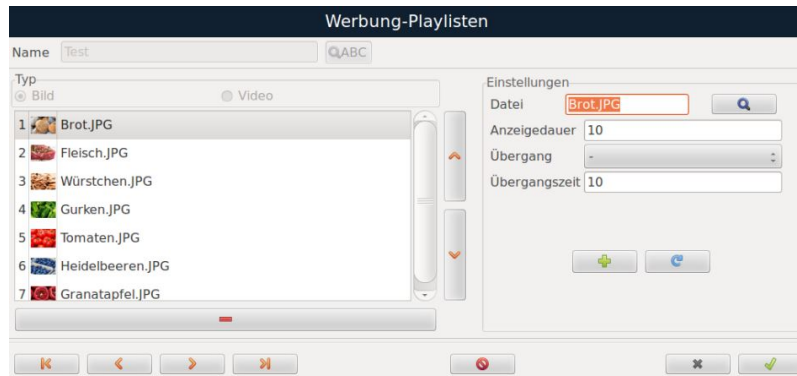 Werbung-Playlisten
Name Test ABC
Typ
Bild Video
1 Brot.JPG
2 Fleisch.JPG
3 Würstchen.JPG
4 Gurken.JPG
5 Tomaten.JPG
6 Heidelbeeren.JPG
7 Granatapfel.JPG
Einstellungen
Datei Brot.JPG
Anzeigedauer 10
Übergang -
Übergangszeit 10